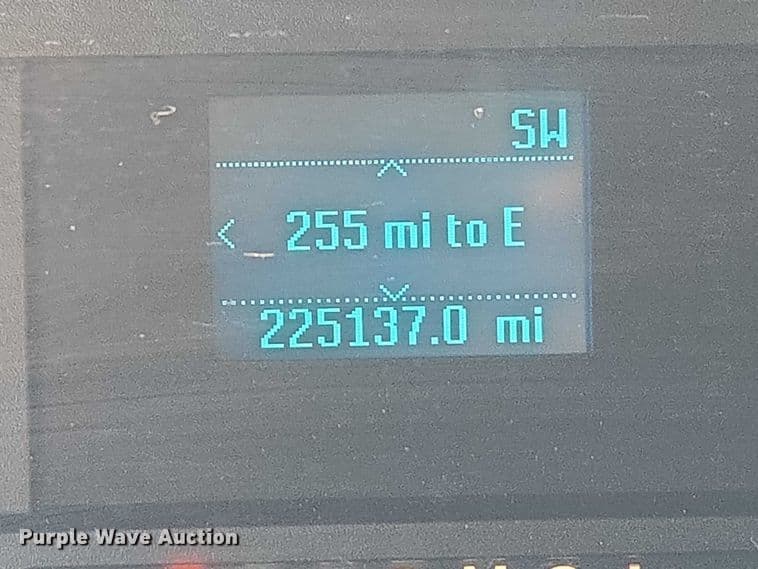 SW
255 mi to E
225137.0 mi
Purple Wave Auction